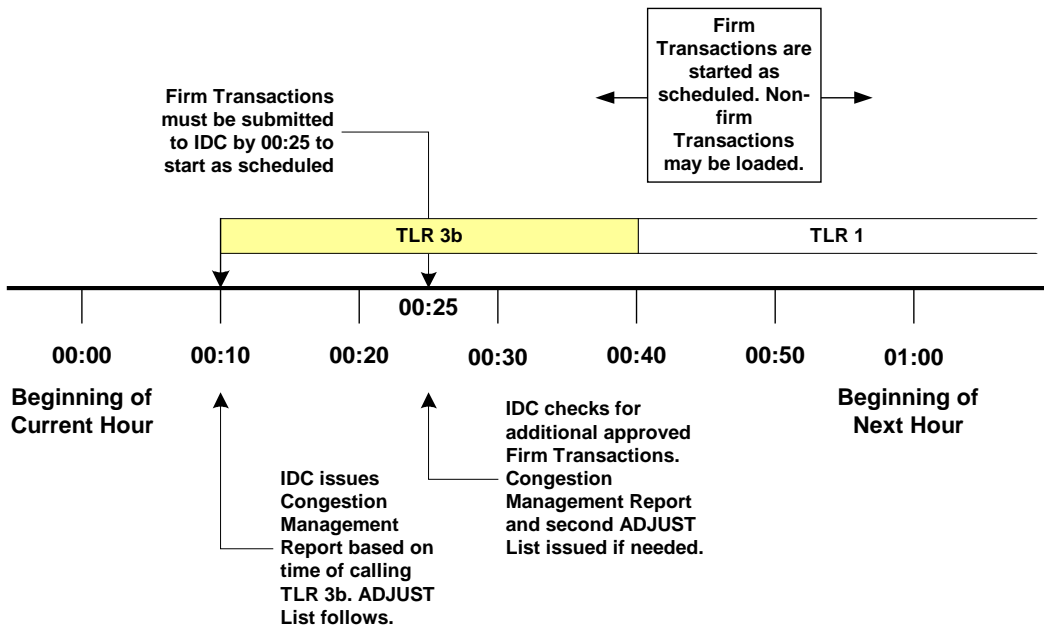 Firm
Transactions are
started as
scheduled. Non-
firm
Transactions
may be loaded.
Firm Transactions
must be submitted
to IDC by 00:25 to
start as scheduled
TLR 3b
TLR 1
00:25
00:00
00:10
00:20
00:30
00:40
00:50
01:00
Beginning of
Current Hour
Beginning of
Next Hour
IDC checks for
additional approved
Firm Transactions.
Congestion
Management Report
and second ADJUST
List issued if needed.
IDC issues
Congestion
Management
Report based on
time of calling
TLR 3b. ADJUST
List follows.